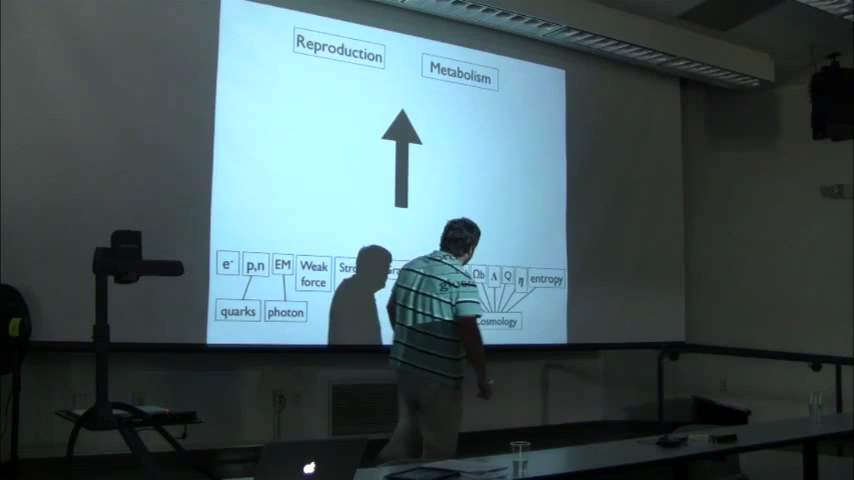 Reproduction
Metabolism
e- p,n EM Weak force Ωb Λ Q η entropy
quarks photon Cosmology